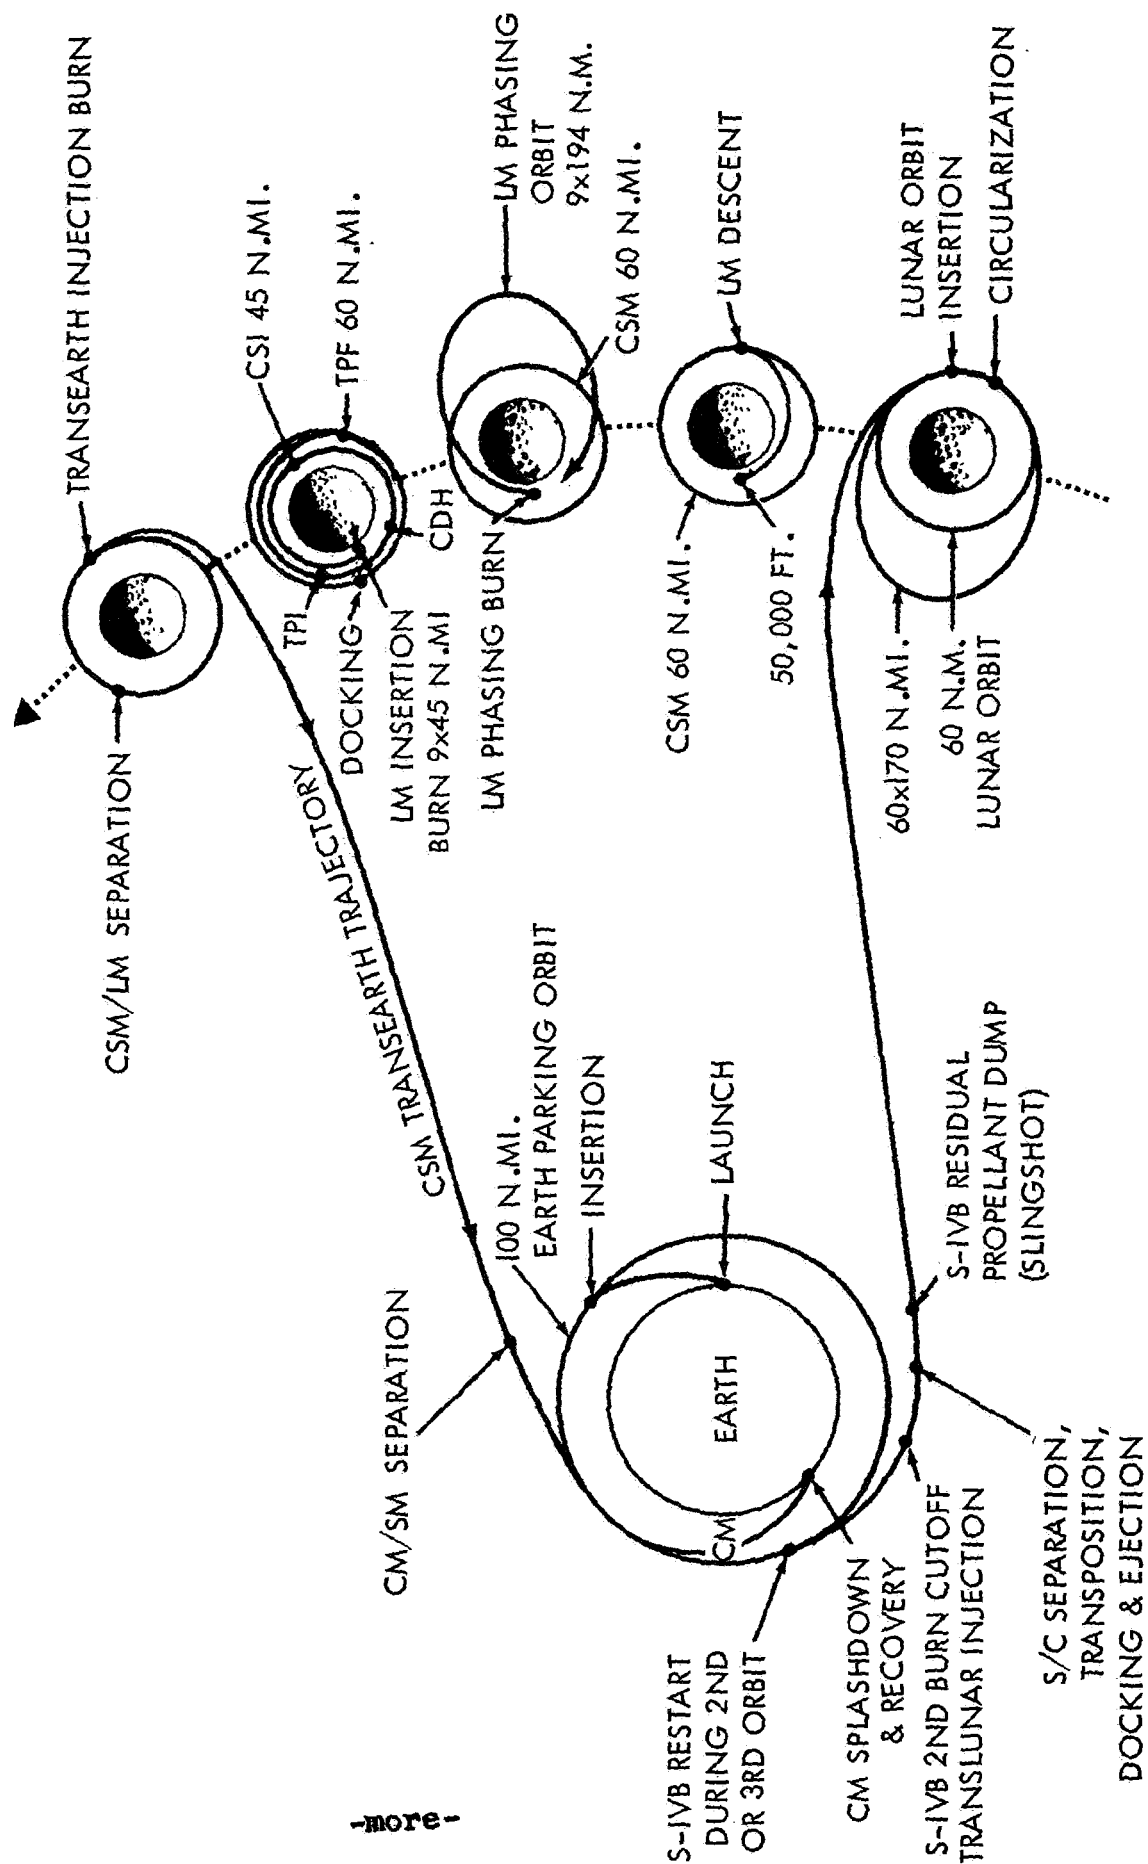 TRANSEARTH INJECTION BURN
CSM/LM SEPARATION
CSI 45 N.MI.
TPF 60 N.MI.
TPI
DOCKING
LM INSERTION
BURN 9x45 N.MI
CDH
LM PHASING
ORBIT
9x194 N.M.
CSM 60 N.MI.
LM PHASING BURN
LM DESCENT
CSM 60 N.MI.
50,000 FT.
LUNAR ORBIT
INSERTION
CIRCULARIZATION
60x170 N.MI.
60 N.M.
LUNAR ORBIT
CSM TRANSEARTH TRAJECTORY
CM/SM SEPARATION
100 N.MI.
EARTH PARKING ORBIT
INSERTION
LAUNCH
EARTH
CM
S-IVB RESTART
DURING 2ND
OR 3RD ORBIT
CM SPLASHDOWN
& RECOVERY
S-IVB 2ND BURN CUTOFF
TRANSLUNAR INJECTION
S/C SEPARATION,
TRANSPOSITION,
DOCKING & EJECTION
S-IVB RESIDUAL
PROPELLANT DUMP
(SLINGSHOT)
-more-